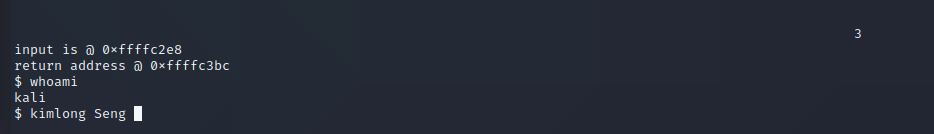 3
input is @ 0×ffffc2e8
return address @ 0×ffffc3bc
$ whoami
kali
$ kimlong Seng